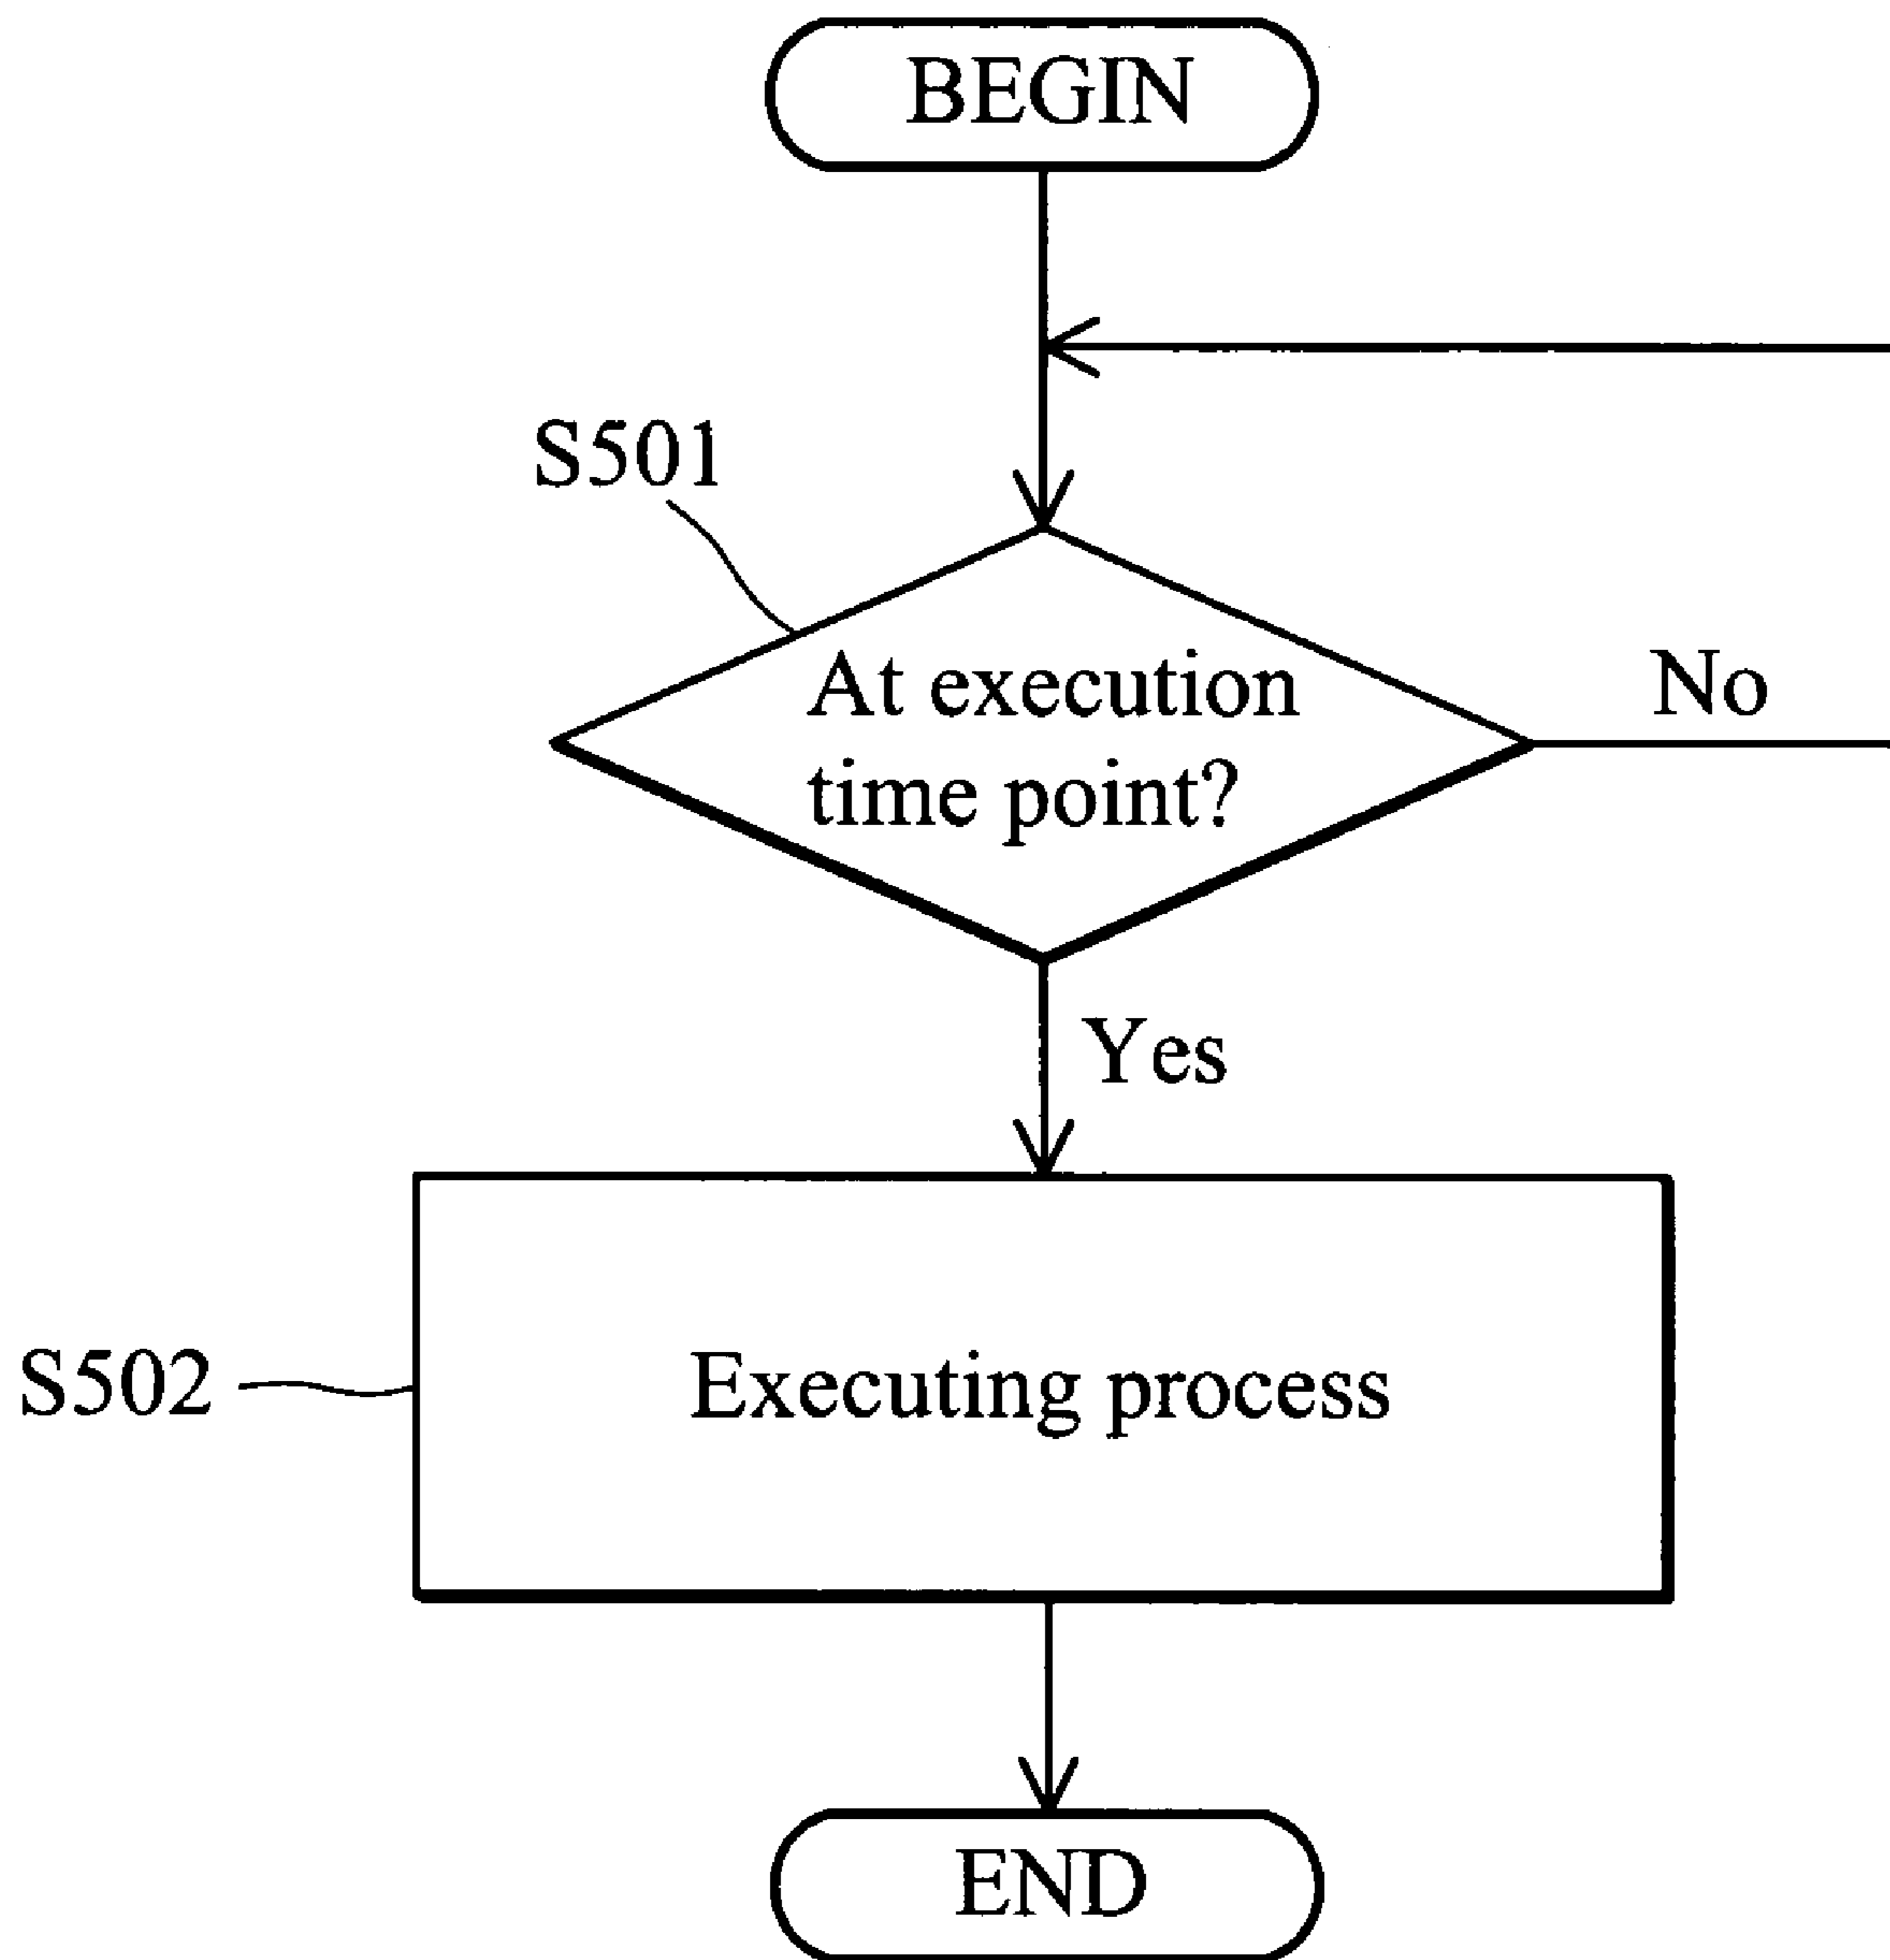 BEGIN
S501
At execution
time point?
No
Yes
S502
Executing process
END